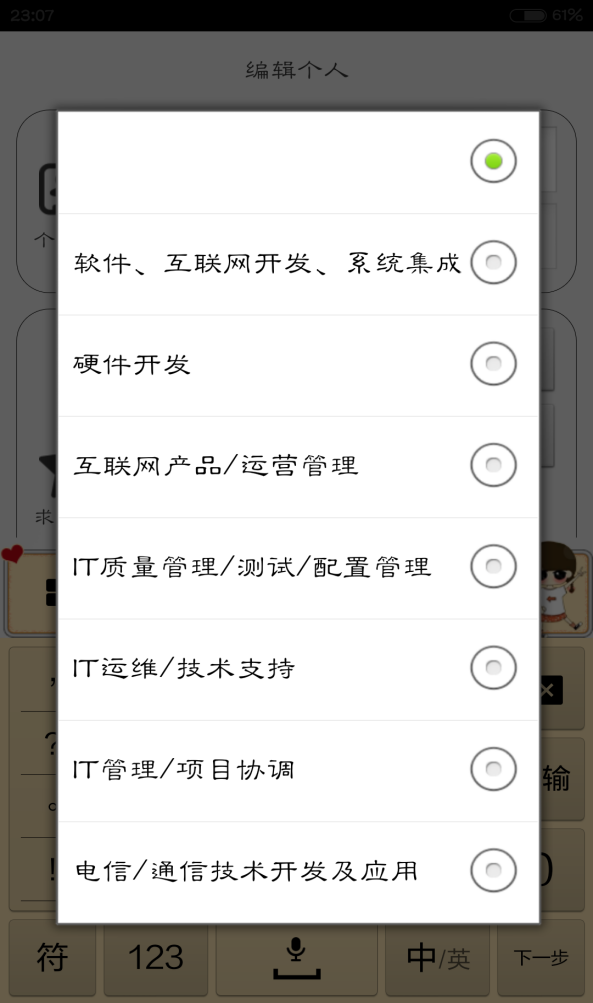 23:07
61%
编辑个人
个
软件、互联网开发、系统集成
硬件开发
互联网产品/运营管理
求
IT质量管理/测试/配置管理
IT运维/技术支持
?
输
IT管理/项目协调
!
电信/通信技术开发及应用
符
123
中/英
下一步